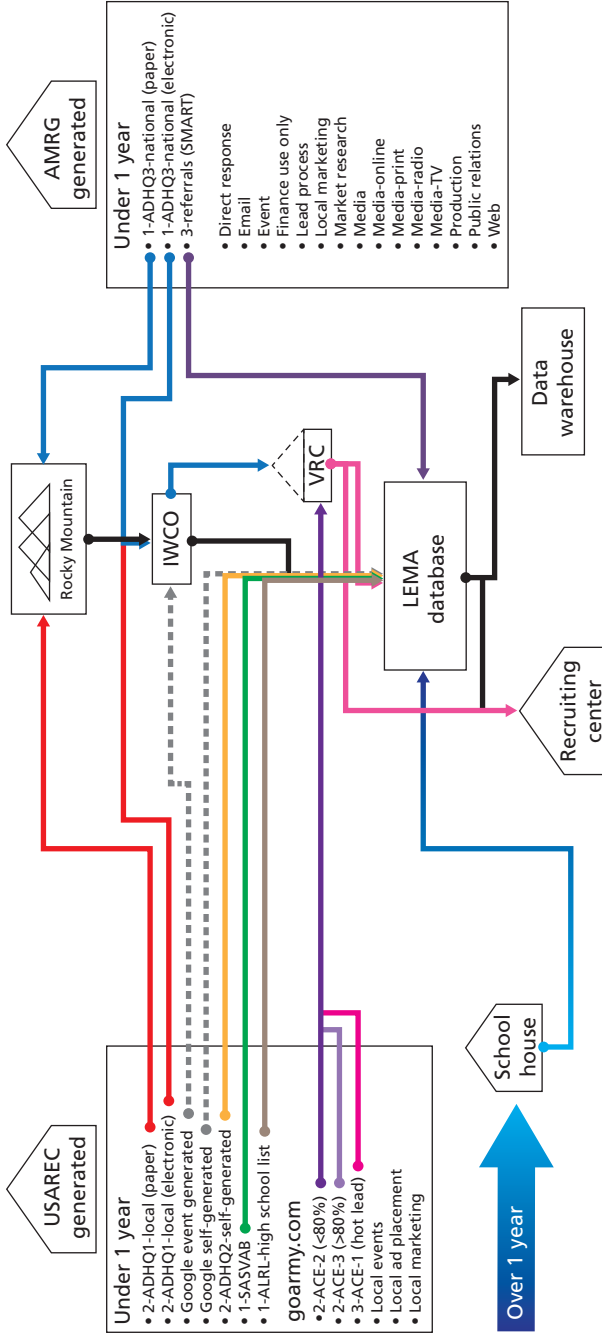 USAREC
generated
Under 1 year
• 2-ADHQ1-local (paper)
• 2-ADHQ1-local (electronic)
• Google event generated
• Google self-generated
• 2-ADHQ2-self-generated
• 1-SASVAB
• 1-ALRL-high school list
goarmy.com
• 2-ACE-2 (<80%)
• 2-ACE-3 (>80%)
• 3-ACE-1 (hot lead)
• Local events
• Local ad placement
• Local marketing
Over 1 year
School
house
Rocky Mountain
IWCO
VRC
LEMA
database
Recruiting
center
Data
warehouse
AMRG
generated
Under 1 year
• 1-ADHQ3-national (paper)
• 1-ADHQ3-national (electronic)
• 3-referrals (SMART)
• Direct response
• Email
• Event
• Finance use only
• Lead process
• Local marketing
• Market research
• Media
• Media-online
• Media-print
• Media-radio
• Media-TV
• Production
• Public relations
• Web